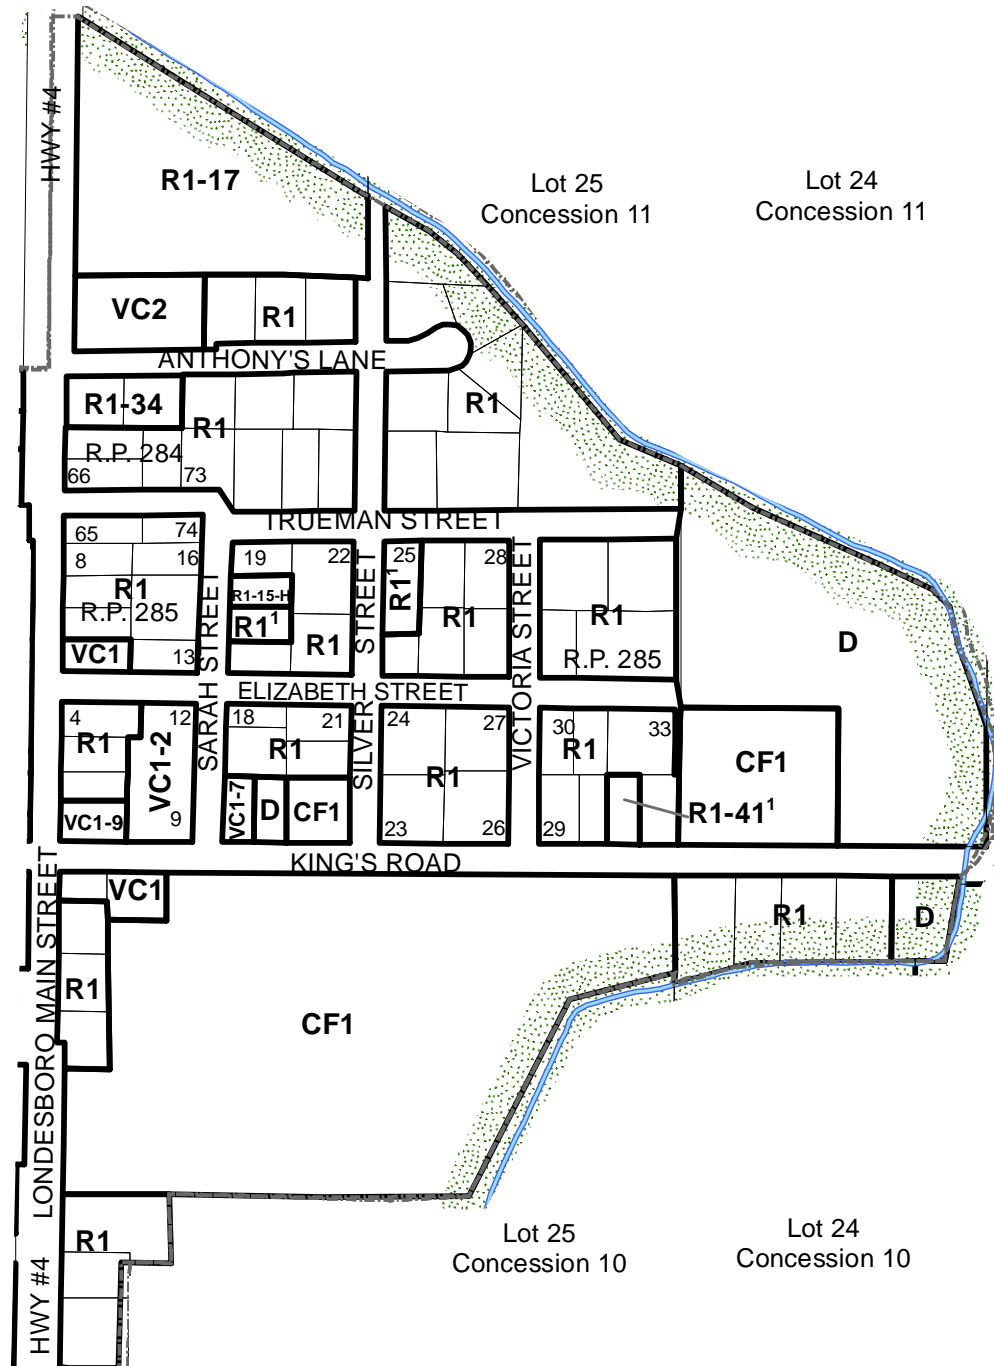 HWY #4
R1-17
Lot 25
Concession 11
Lot 24
Concession 11
VC2
R1
ANTHONY'S LANE
R1-34
R1
R1
R.P. 284
66
73
TRUEMAN STREET
65
74
8
16
R1
R.P. 285
VC1
13
SARAH STREET
19
22
R1-15-H
R1¹
R1
SILVER STREET
25
28
R1¹
R1
VICTORIA STREET
R1
R.P. 285
D
ELIZABETH STREET
4
12
R1
VC1-2
VC1-9
9
18
21
R1
VC1-7
D
CF1
24
27
R1
23
26
30
33
R1
29
R1-41¹
CF1
KING'S ROAD
VC1
R1
D
R1
CF1
LONDESBORO MAIN STREET
R1
HWY #4
Lot 25
Concession 10
Lot 24
Concession 10